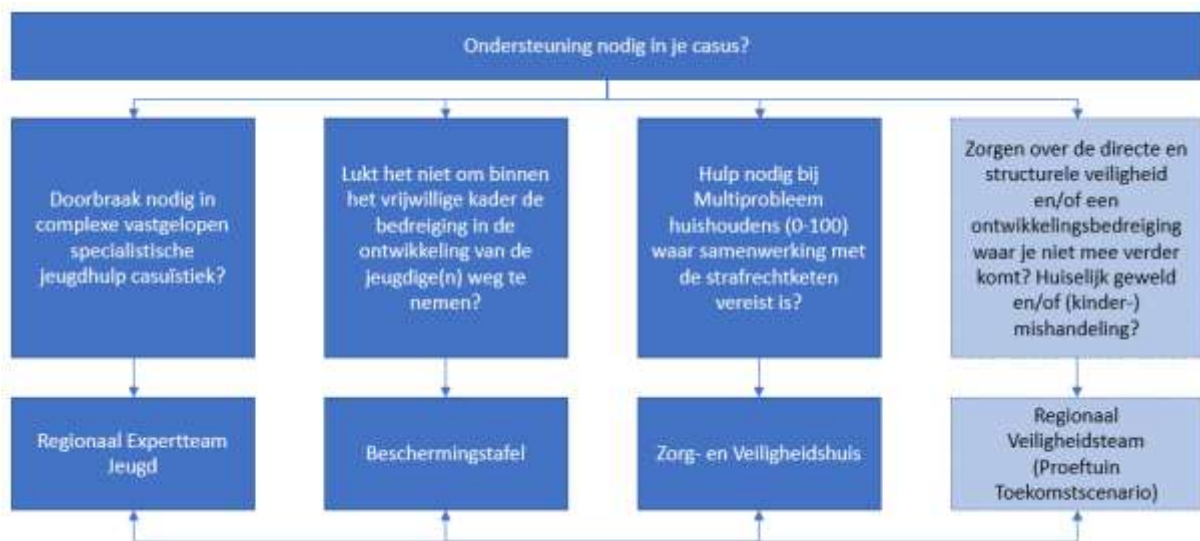 Ondersteuning nodig in je casus?
Doorbraak nodig in
complexe vastgelopen
specialistische
jeugdhulp casuïstiek?
Lukt het niet om binnen
het vrijwillige kader de
bedreiging in de
ontwikkeling van de
jeugdige(n) weg te
nemen?
Hulp nodig bij
Multiprobleem
huishoudens (0-100)
waar samenwerking met
de strafrechtketen
vereist is?
Zorgen over de directe en
structurele veiligheid
en/of een
ontwikkelingsbedreiging
waar je niet mee verder
komt? Huiselijk geweld
en/of (kinder-)
mishandeling?
Regionaal Expertteam
Jeugd
Beschermingstafel
Zorg- en Veiligheidshuis
Regionaal
Veiligheidsteam
(Proeftuin
Toekomstscenario)